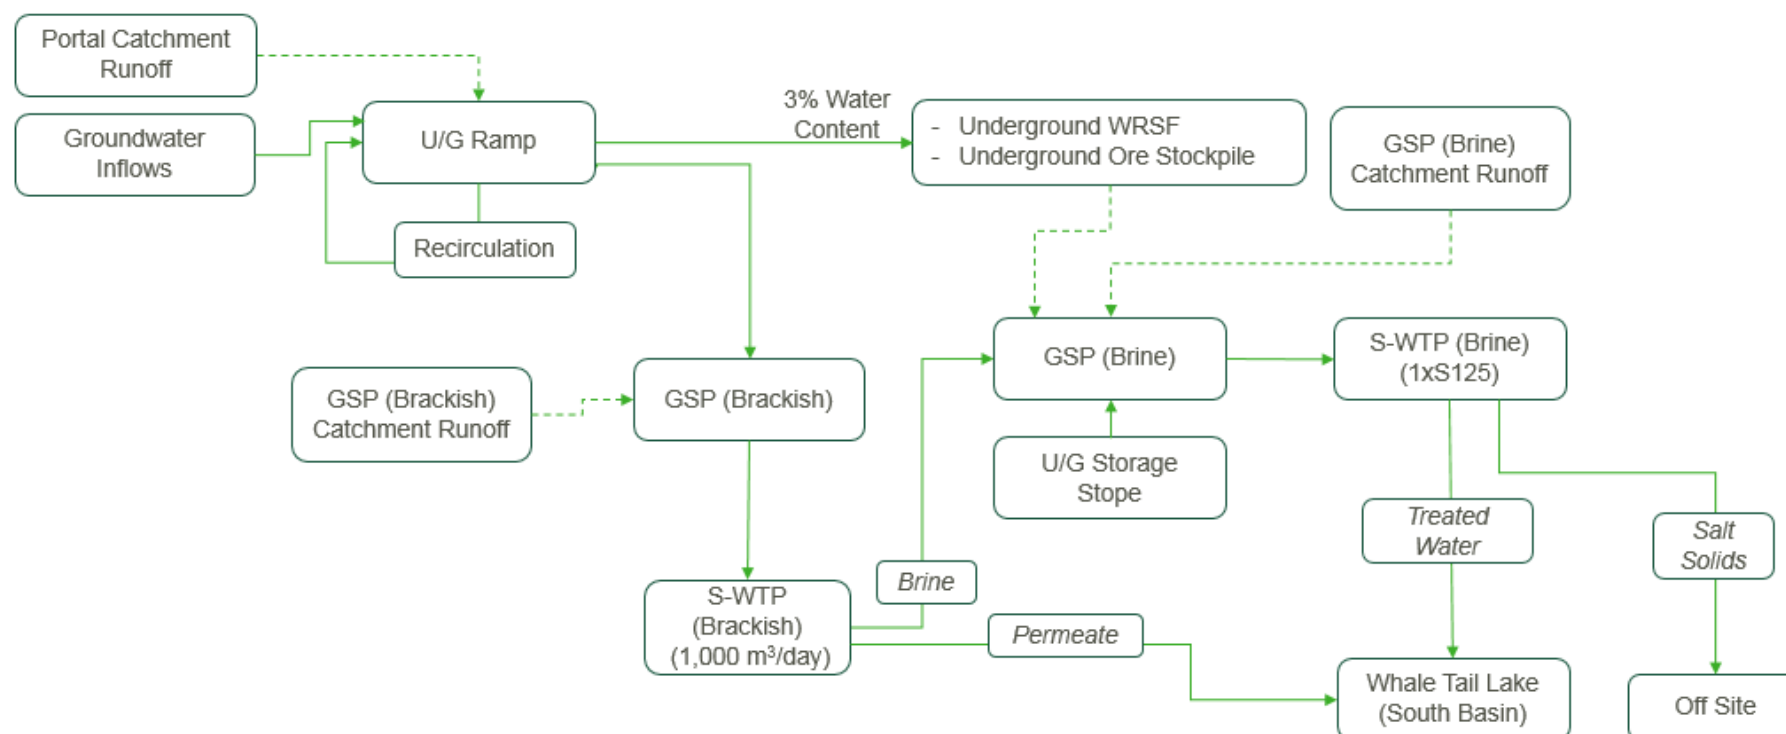 Portal Catchment
Runoff
Groundwater
Inflows
U/G Ramp
Recirculation
3% Water
Content
- Underground WRSF
- Underground Ore Stockpile
GSP (Brine)
Catchment Runoff
GSP (Brackish)
Catchment Runoff
GSP (Brackish)
GSP (Brine)
S-WTP (Brine)
(1xS125)
U/G Storage
Stope
Treated
Water
Salt
Solids
S-WTP
(Brackish)
(1,000 m³/day)
Brine
Permeate
Whale Tail Lake
(South Basin)
Off Site